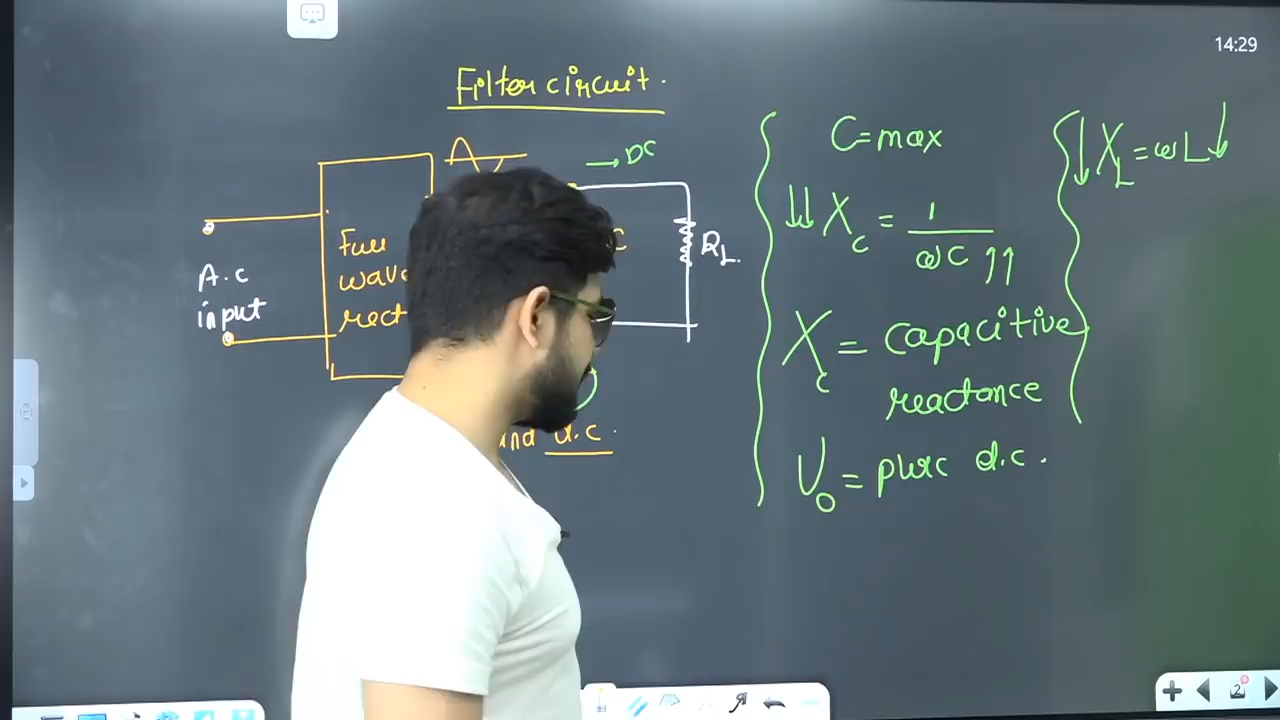 14:29
Filter circuit.
→ DC
C=max
↓X_L = ωL↓
↓↓X_c = 1/ωC ↑↑
Full
wave
rect
A.C
input
C
R_L.
X_c = capacitive
reactance
and d.c.
V_0 = pure d.c.
2